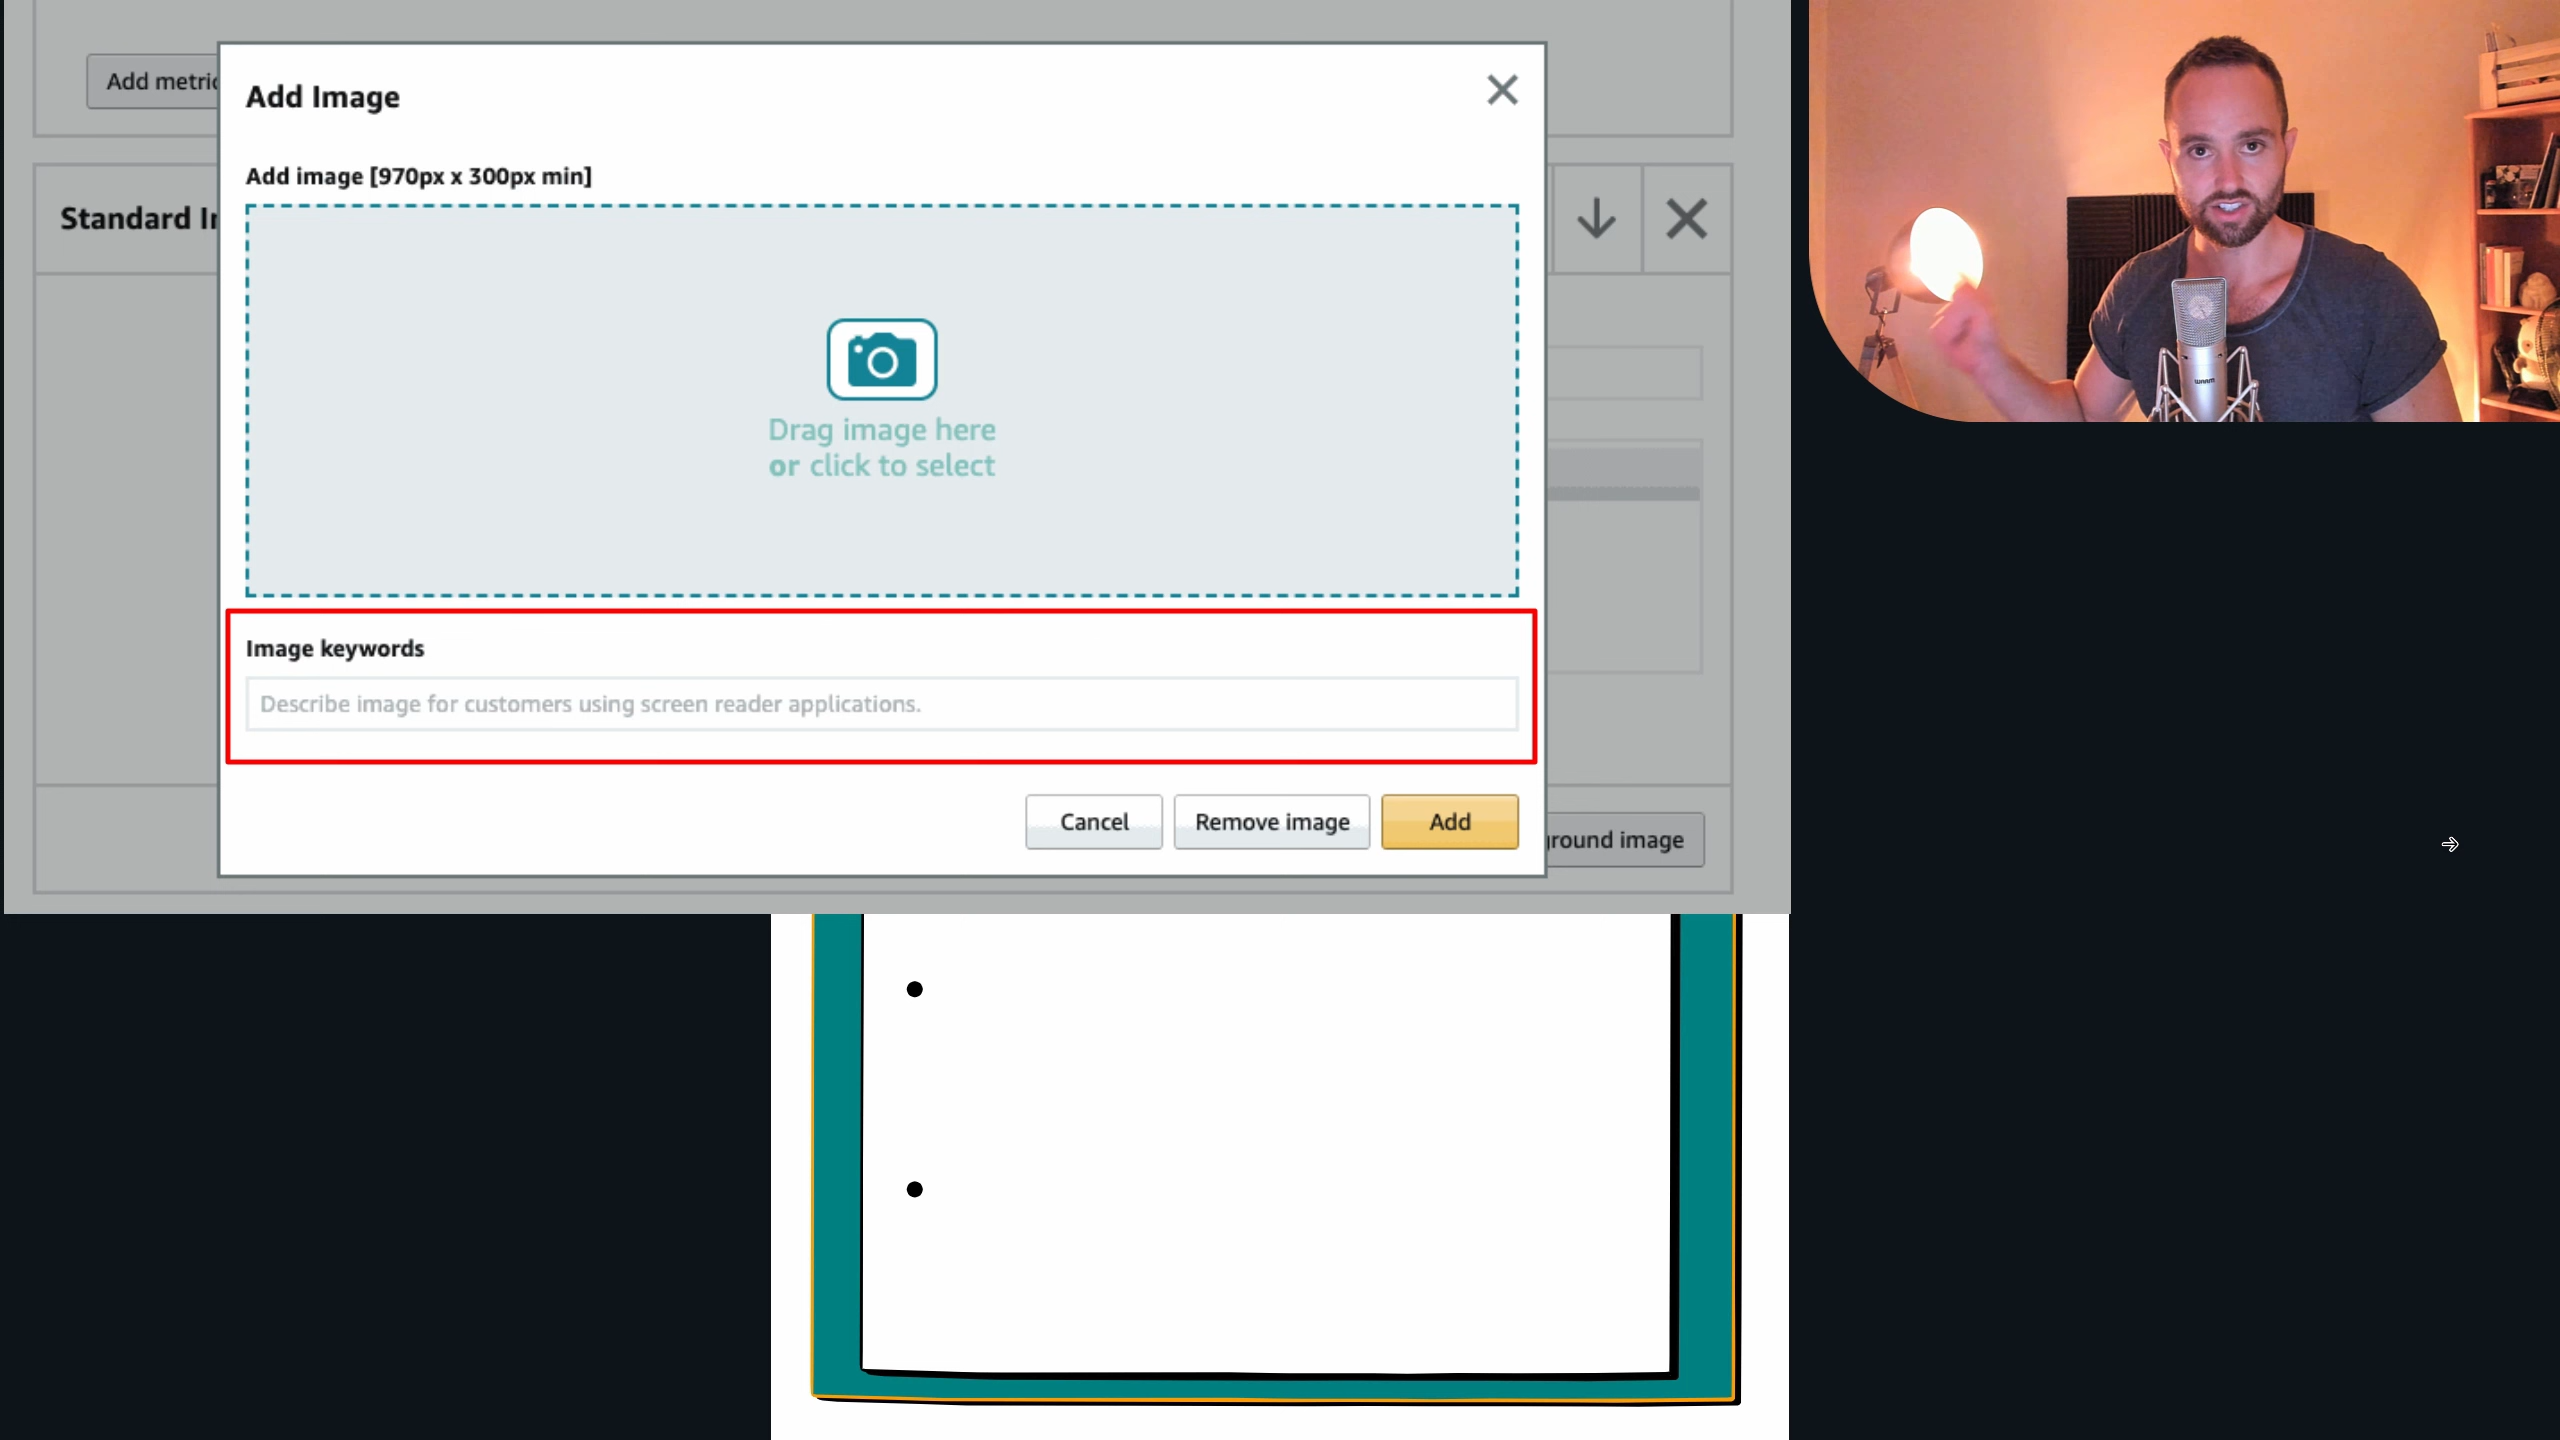 Add metric
Add Image
Add image [970px x 300px min]
Standard
Drag image here
or click to select
Image keywords
Describe image for customers using screen reader applications.
Cancel
Remove image
Add
ground image